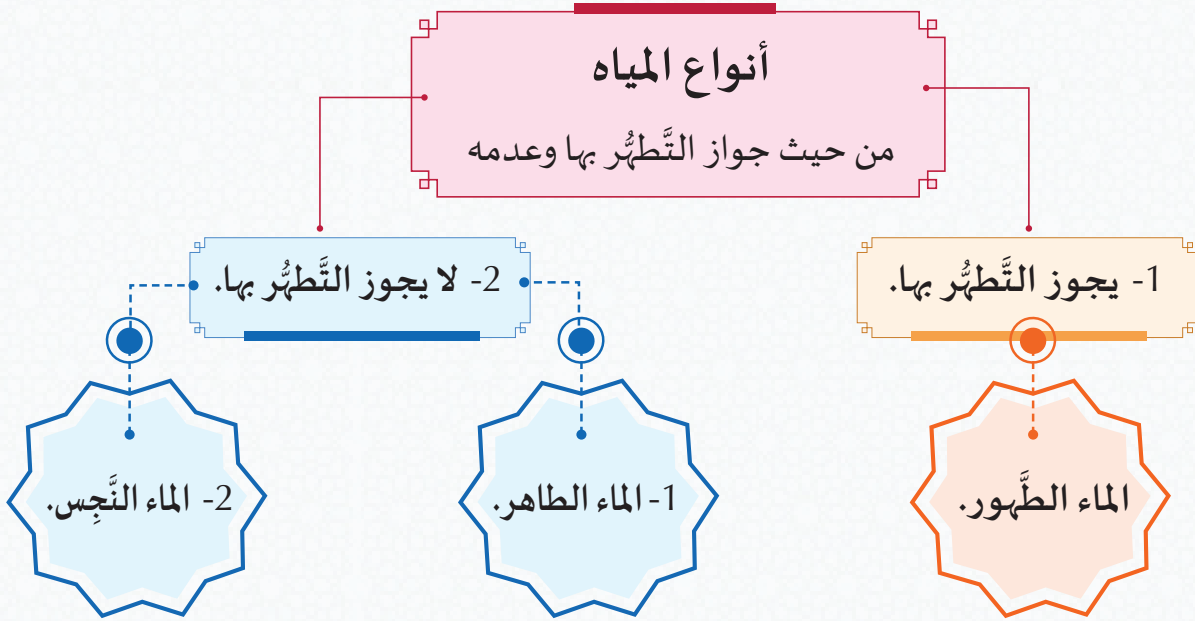 أنواع المياه
من حيث جواز التَّطهُّر بها وعدمه
1- يجوز التَّطهُّر بها.
2- لا يجوز التَّطهُّر بها.
الماء الطَّهور.
1- الماء الطاهر.
2- الماء النَّجِس.